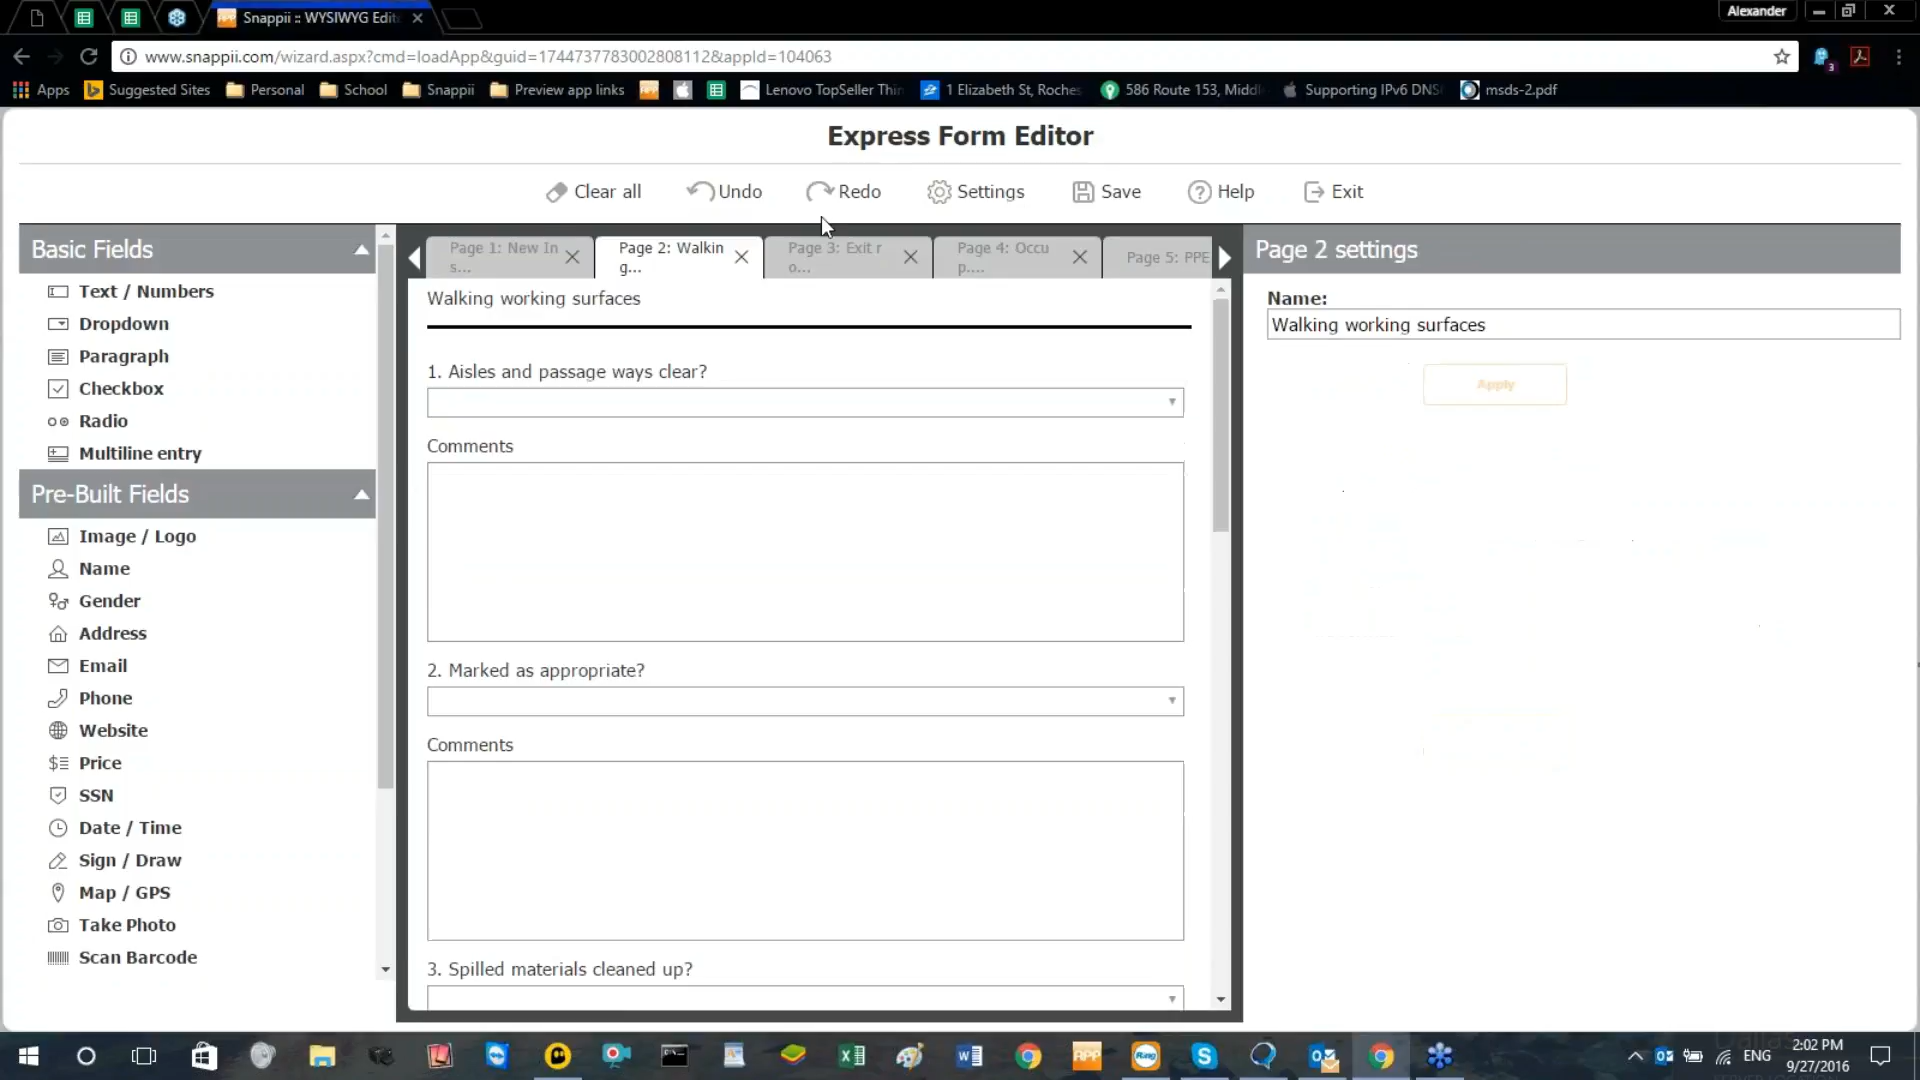 Snappii :: WYSIWYG Edit
Alexander
www.snappii.com/wizard.aspx?cmd=loadApp&guid=1744737783002808112&appId=104063
3
Apps
Suggested Sites
Personal
School
Snappii
Preview app links
Lenovo TopSeller Thin
1 Elizabeth St, Roches
586 Route 153, Middl
Supporting IPv6 DNS
msds-2.pdf
Express Form Editor
Clear all
Undo
Redo
Settings
Save
Help
Exit
Basic Fields
Text / Numbers
Dropdown
Paragraph
Checkbox
Radio
Multiline entry
Pre-Built Fields
Image / Logo
Name
Gender
Address
Email
Phone
Website
Price
SSN
Date / Time
Sign / Draw
Map / GPS
Take Photo
Scan Barcode
Page 1: New In
s...
Page 2: Walkin
g...
Page 3: Exit r
o...
Page 4: Occu
p....
Page 5: PPE
Walking working surfaces
1. Aisles and passage ways clear?
Comments
2. Marked as appropriate?
Comments
3. Spilled materials cleaned up?
Page 2 settings
Name:
Walking working surfaces
Apply
ENG
2:02 PM
9/27/2016